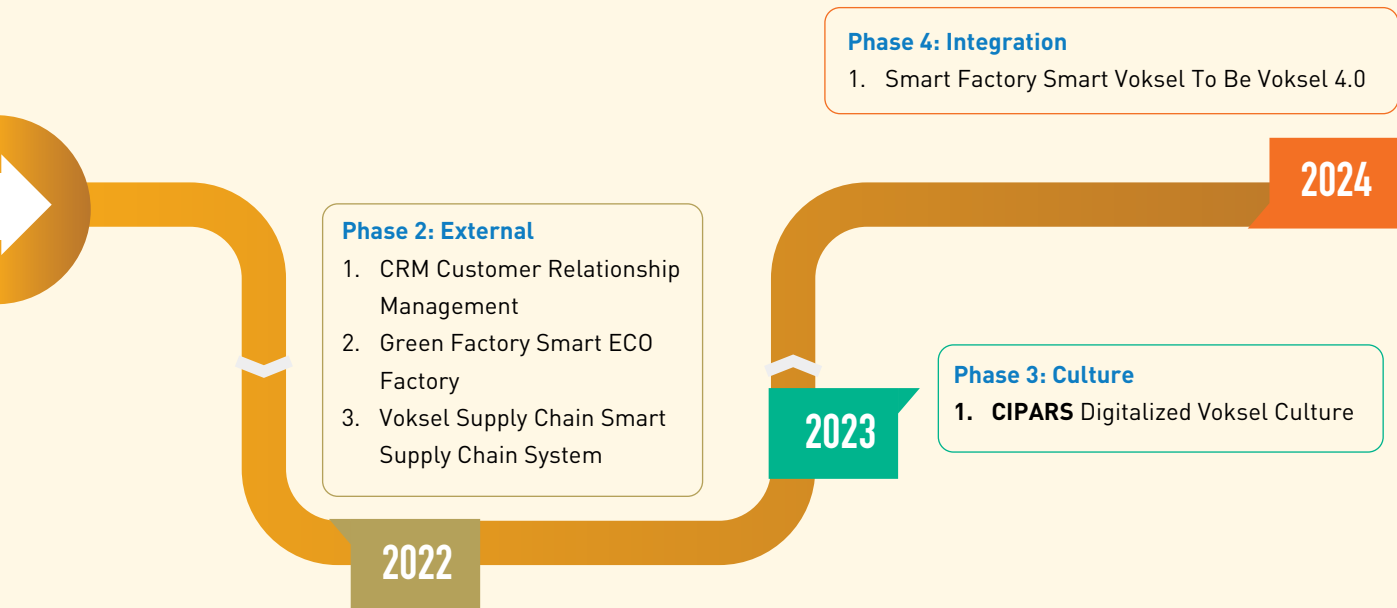 Phase 4: Integration
1. Smart Factory Smart Voksel To Be Voksel 4.0
2024
Phase 2: External
1. CRM Customer Relationship
Management
2. Green Factory Smart ECO
Factory
3. Voksel Supply Chain Smart
Supply Chain System
Phase 3: Culture
1. CIPARS Digitalized Voksel Culture
2023
2022